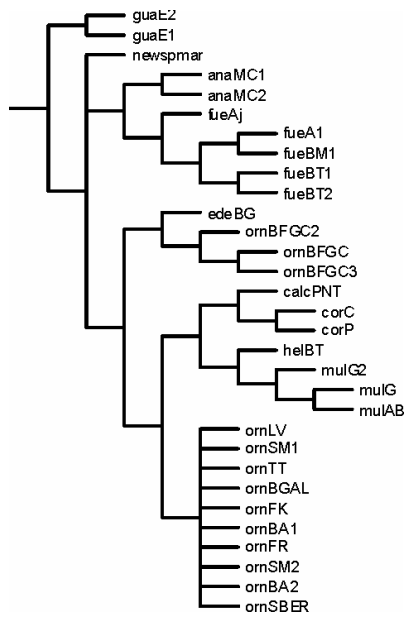 guaE2
guaE1
newspmar
anaMC1
anaMC2
fueAj
fueA1
fueBM1
fueBT1
fueBT2
edeBG
ornBFGC2
ornBFGC
ornBFGC3
calcPNT
corC
corP
helBT
mulG2
mulG
mulAB
ornLV
ornSM1
ornTT
ornBGAL
ornFK
ornBA1
ornFR
ornSM2
ornBA2
ornSBER